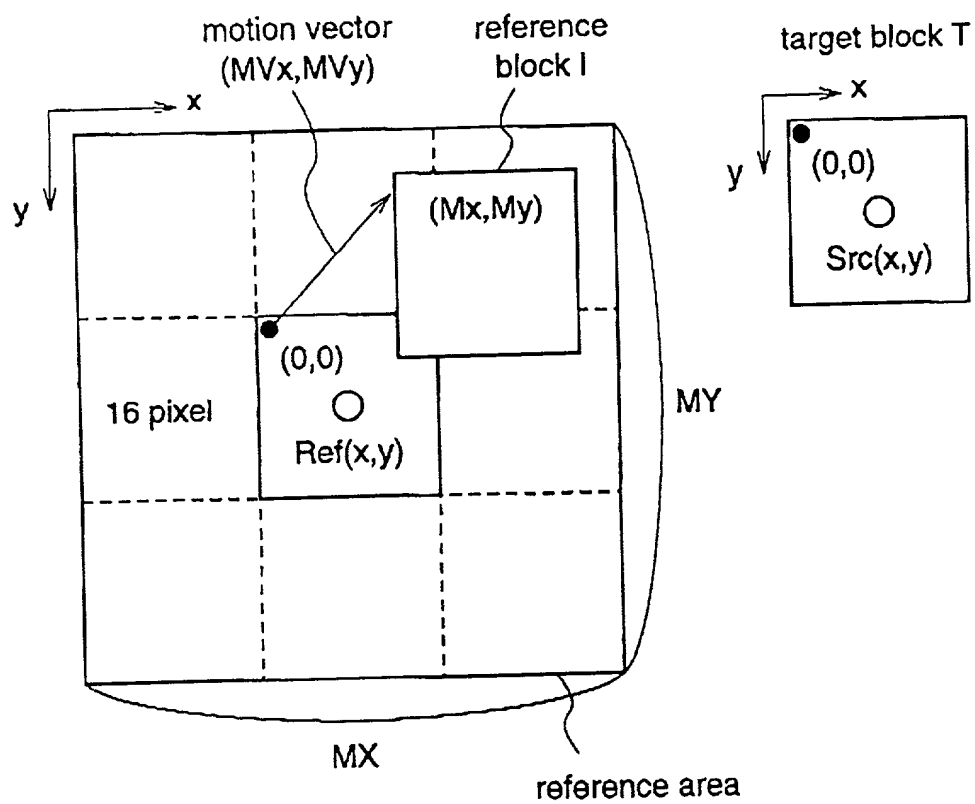 motion vector
(MVx,MVy)
reference
block I
target block T
x
y
(Mx,My)
(0,0)
16 pixel
Ref(x,y)
MY
MX
reference area
x
y
(0,0)
Src(x,y)